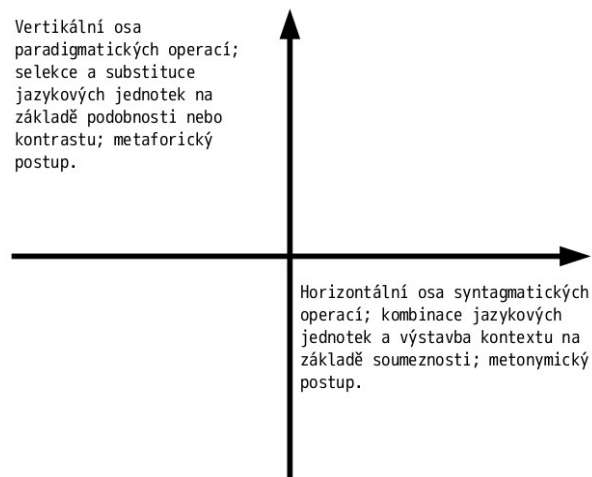 Vertikální osa
paradigmatických operací;
selekce a substituce
jazykových jednotek na
základě podobnosti nebo
kontrastu; metaforický
postup.
Horizontální osa syntagmatických
operací; kombinace jazykových
jednotek a výstavba kontextu na
základě soumeznosti; metonymický
postup.